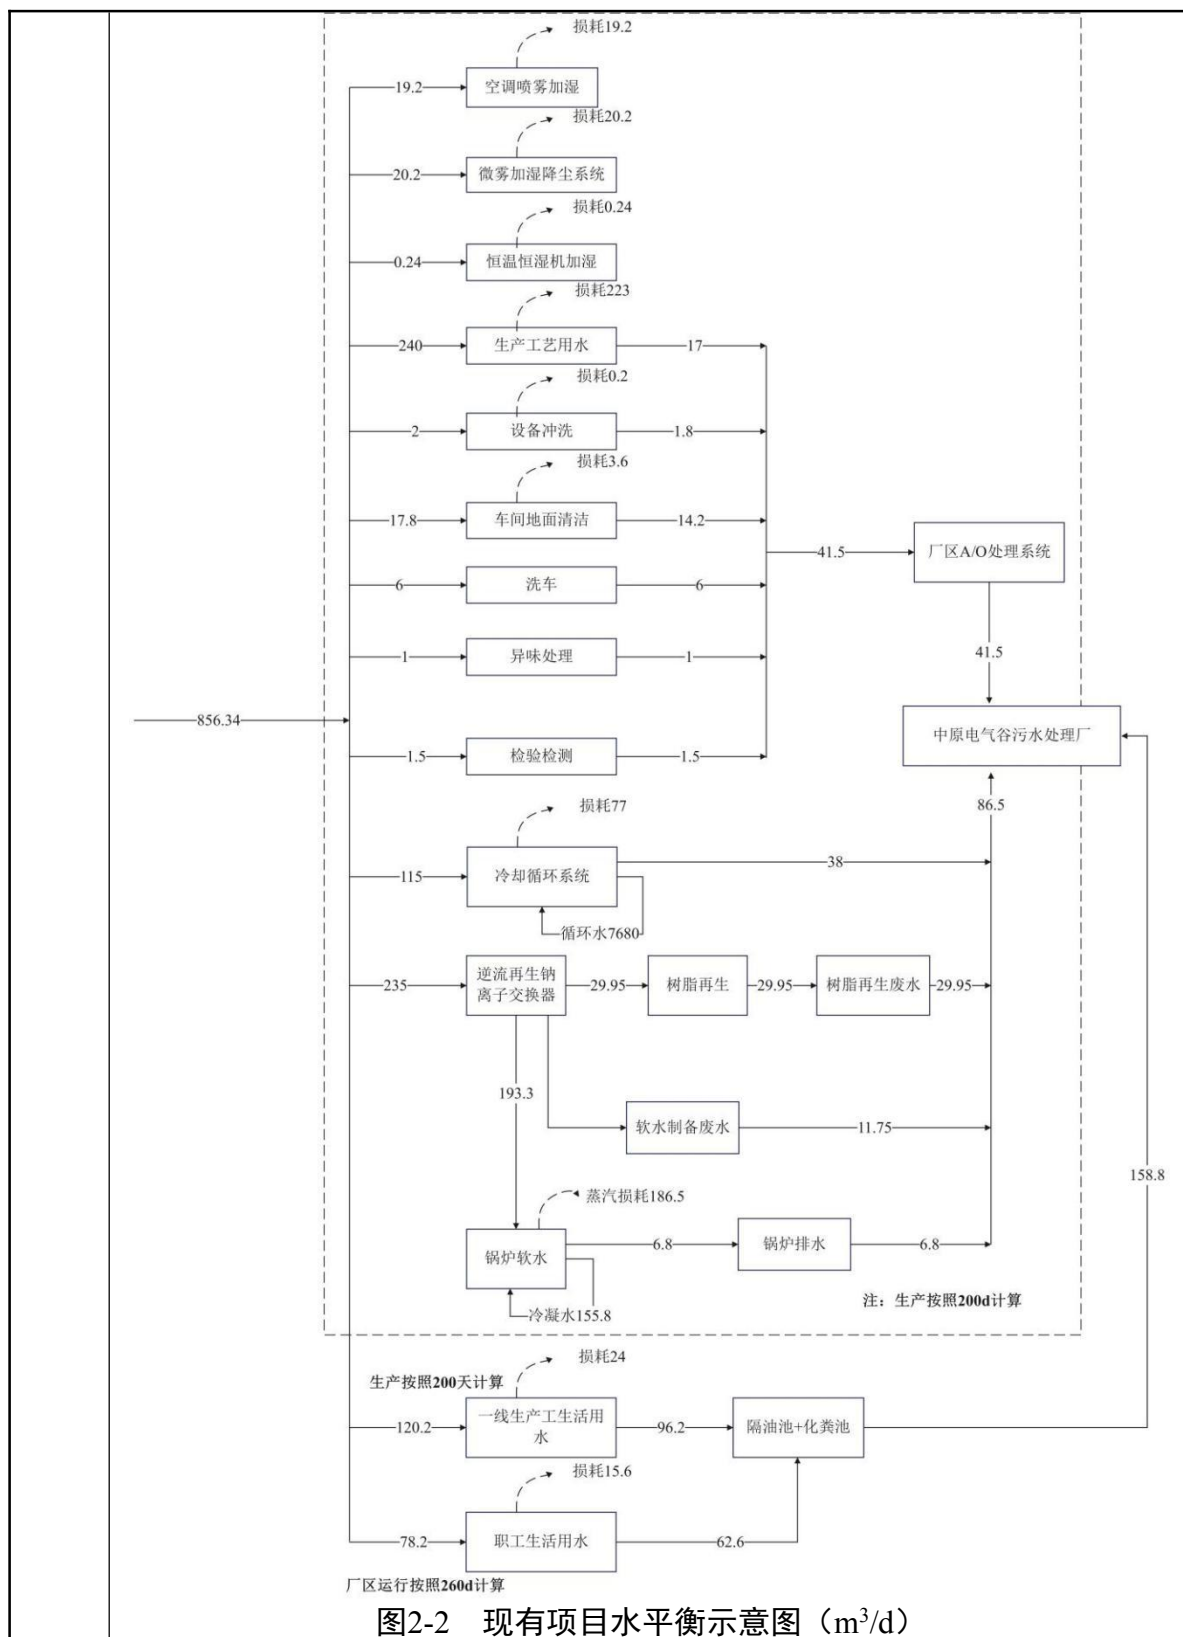 损耗19.2
19.2
空调喷雾加湿
损耗20.2
20.2
微雾加湿降尘系统
损耗0.24
0.24
恒温恒湿机加湿
损耗223
240
生产工艺用水
17
损耗0.2
2
设备冲洗
1.8
损耗3.6
17.8
车间地面清洁
14.2
41.5
厂区A/O处理系统
6
洗车
6
1
异味处理
1
41.5
856.34
中原电气谷污水处理厂
1.5
检验检测
1.5
损耗77
86.5
115
冷却循环系统
38
循环水7680
235
逆流再生钠
离子交换器
29.95
树脂再生
29.95
树脂再生废水
29.95
193.3
软水制备废水
11.75
158.8
蒸汽损耗186.5
锅炉软水
6.8
锅炉排水
6.8
冷凝水155.8
注：生产按照200d计算
损耗24
生产按照200天计算
120.2
一线生产工生活用
水
96.2
隔油池+化粪池
损耗15.6
78.2
职工生活用水
62.6
厂区运行按照260d计算
图2-2 现有项目水平衡示意图（m³/d）